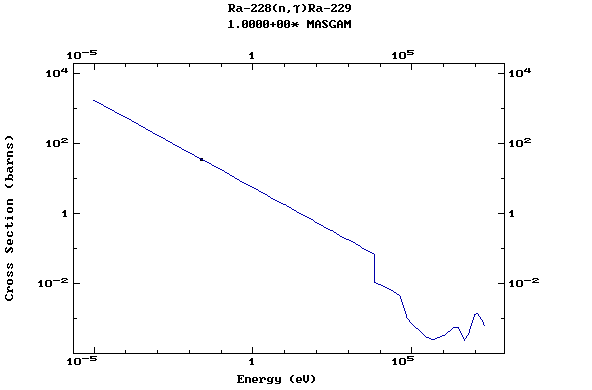 Ra-228(n,γ)Ra-229
1.0000+00* MASGAM
10⁻⁵ 1 10⁵
10⁴ 10⁴
10² 10²
1 1
10⁻² 10⁻²
10⁻⁵ 1 10⁵
Cross Section (barns)
Energy (eV)